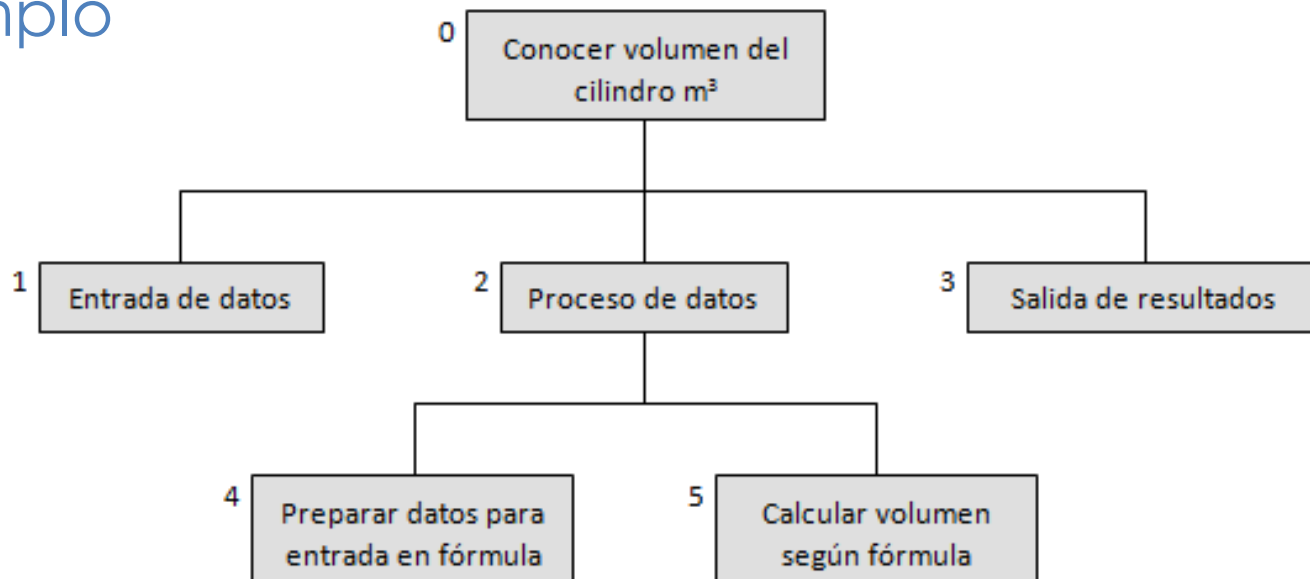 mplo
0
Conocer volumen del
cilindro m³
1
Entrada de datos
2
Proceso de datos
3
Salida de resultados
4
Preparar datos para
entrada en fórmula
5
Calcular volumen
según fórmula